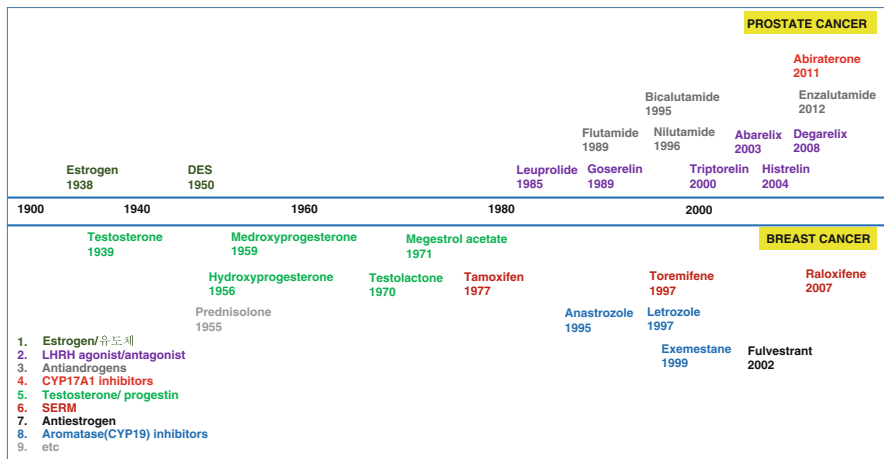 PROSTATE CANCER
Abiraterone
2011
Bicalutamide
1995
Enzalutamide
2012
Flutamide
1989
Nilutamide
1996
Abarelix
2003
Degarelix
2008
Estrogen
1938
DES
1950
Leuprolide
1985
Goserelin
1989
Triptorelin
2000
Histrelin
2004
1900 1940 1960 1980 2000
BREAST CANCER
Testosterone
1939
Medroxyprogesterone
1959
Megestrol acetate
1971
Hydroxyprogesterone
1956
Testolactone
1970
Tamoxifen
1977
Toremifene
1997
Raloxifene
2007
Prednisolone
1955
Anastrozole
1995
Letrozole
1997
Exemestane
1999
Fulvestrant
2002
1. Estrogen/유도체
2. LHRH agonist/antagonist
3. Antiandrogens
4. CYP17A1 inhibitors
5. Testosterone/ progestin
6. SERM
7. Antiestrogen
8. Aromatase(CYP19) inhibitors
9. etc